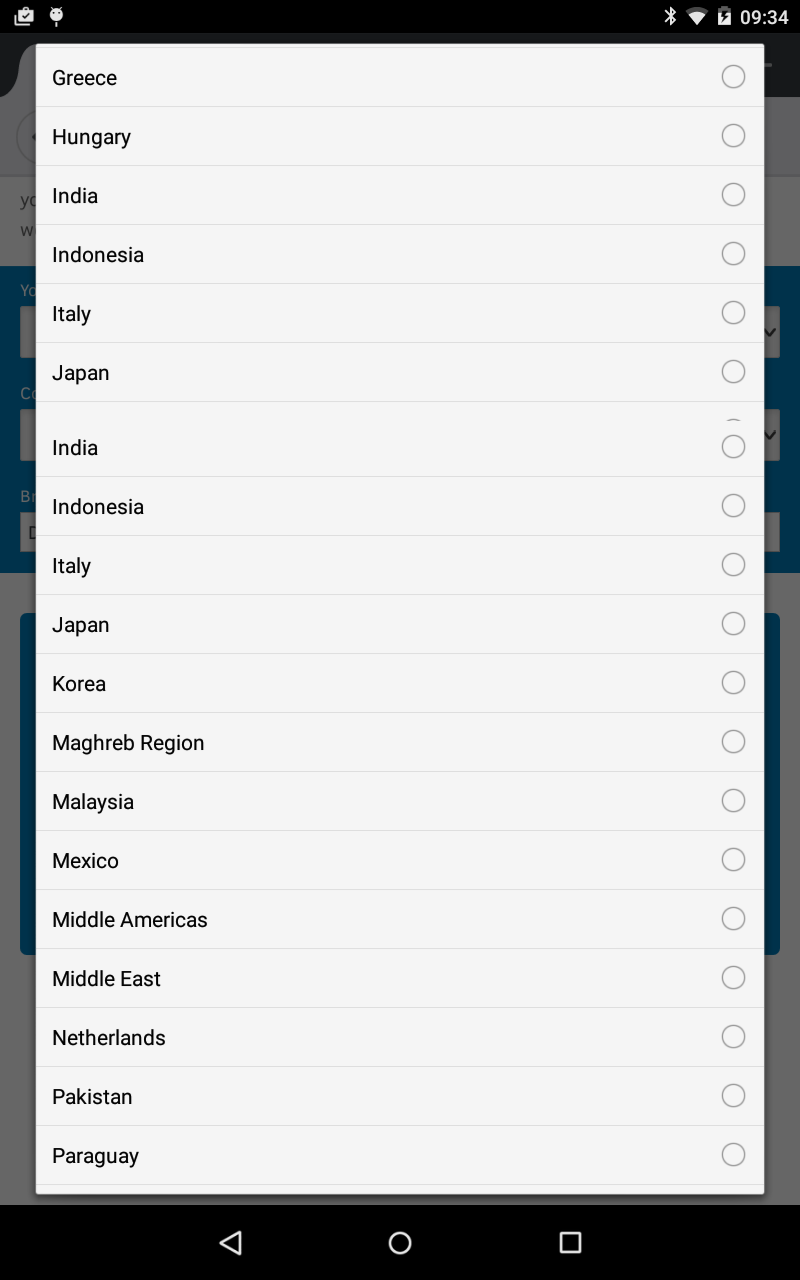 09:34
Greece
Hungary
India
Indonesia
Italy
Japan
India
Indonesia
Italy
Japan
Korea
Maghreb Region
Malaysia
Mexico
Middle Americas
Middle East
Netherlands
Pakistan
Paraguay